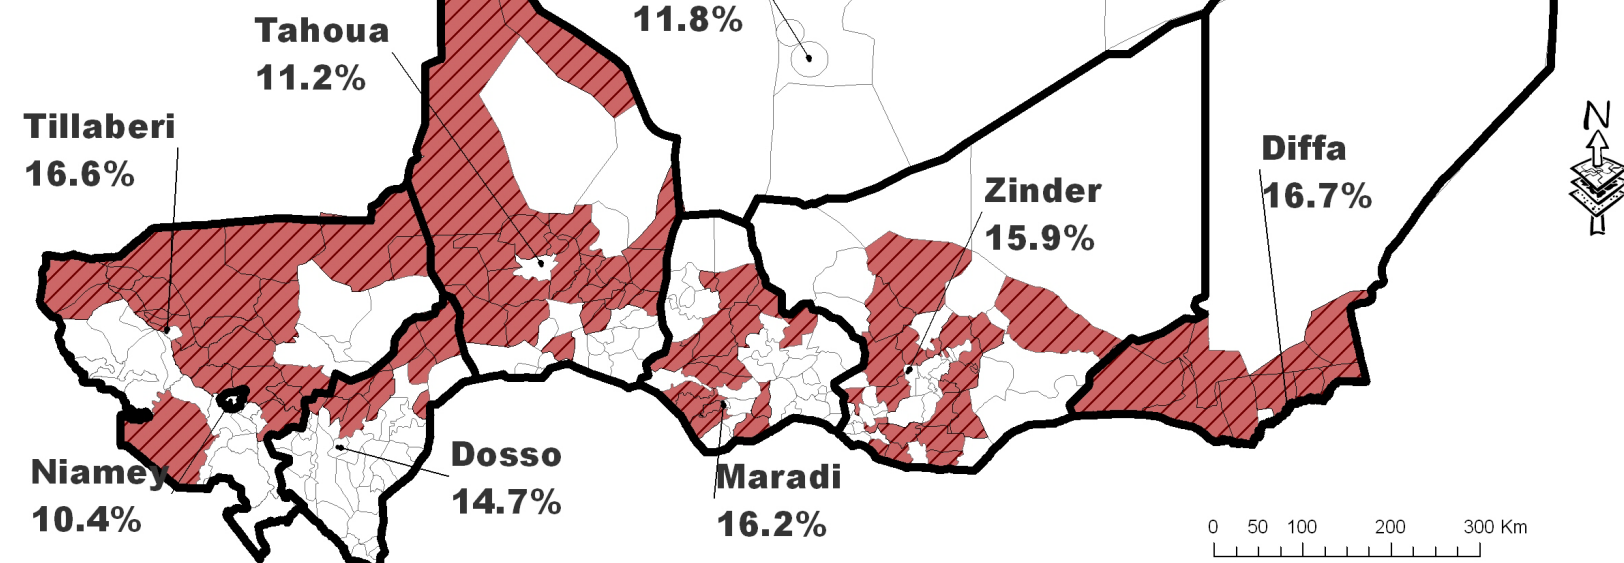 11.8%
Tahoua
11.2%
Tillaberi
16.6%
N
Diffa
16.7%
Zinder
15.9%
Niamey
10.4%
Dosso
14.7%
Maradi
16.2%
0 50 100 200 300 Km